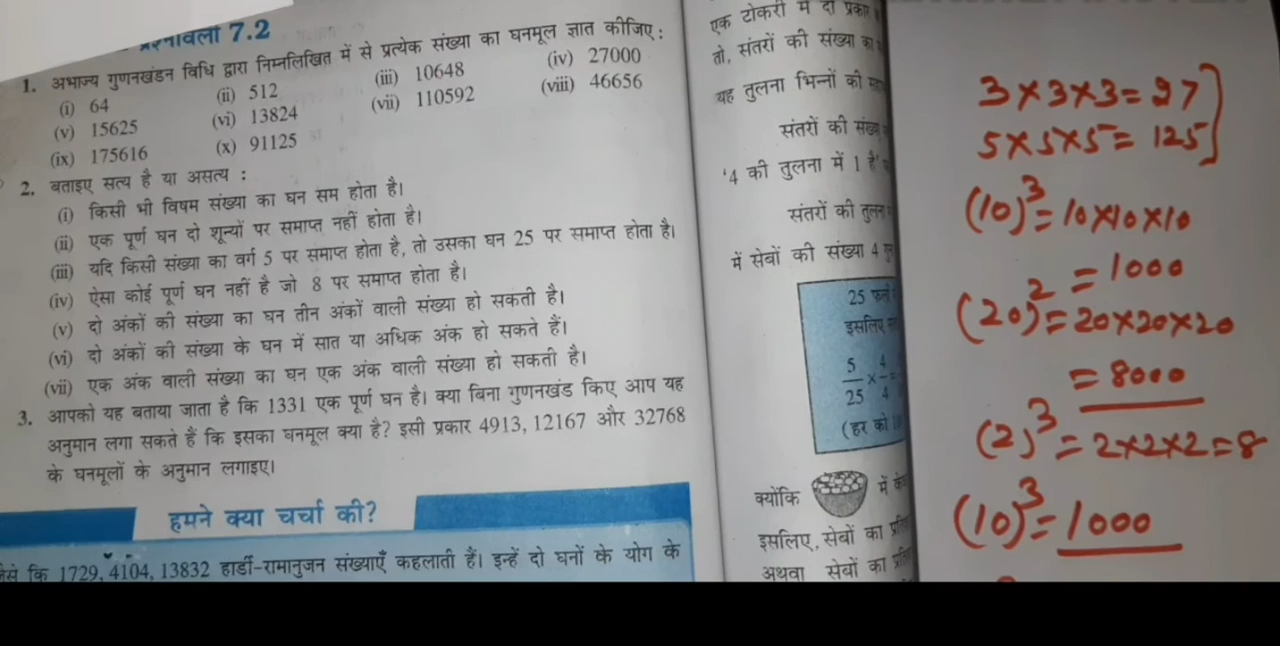 प्रश्नावली 7.2
1. अभाज्य गुणनखंडन विधि द्वारा निम्नलिखित में से प्रत्येक संख्या का घनमूल ज्ञात कीजिए :
(i) 64 (ii) 512 (iii) 10648 (iv) 27000
(v) 15625 (vi) 13824 (vii) 110592 (viii) 46656
(ix) 175616 (x) 91125
2. बताइए सत्य है या असत्य :
(i) किसी भी विषम संख्या का घन सम होता है।
(ii) एक पूर्ण घन दो शून्यों पर समाप्त नहीं होता है।
(iii) यदि किसी संख्या का वर्ग 5 पर समाप्त होता है, तो उसका घन 25 पर समाप्त होता है।
(iv) ऐसा कोई पूर्ण घन नहीं है जो 8 पर समाप्त होता है।
(v) दो अंकों की संख्या का घन तीन अंकों वाली संख्या हो सकती है।
(vi) दो अंकों की संख्या के घन में सात या अधिक अंक हो सकते हैं।
(vii) एक अंक वाली संख्या का घन एक अंक वाली संख्या हो सकती है।
3. आपको यह बताया जाता है कि 1331 एक पूर्ण घन है। क्या बिना गुणनखंड किए आप यह
अनुमान लगा सकते हैं कि इसका घनमूल क्या है? इसी प्रकार 4913, 12167 और 32768
के घनमूलों के अनुमान लगाइए।
हमने क्या चर्चा की?
कि 1729, 4104, 13832 हार्डी-रामानुजन संख्याएँ कहलाती हैं। इन्हें दो घनों के योग के
एक टोकरी में दो प्रकार
तो, संतरों की संख्या का
यह तुलना भिन्नों की
संतरों की संख्या
'4 की तुलना में 1 है'
संतरों की तुलना
में सेबों की संख्या 4
25 फलों
इसलिए
5/25 × 4/4 =
(हर को
क्योंकि में
इसलिए, सेबों का
अथवा सेबों का
3×3×3=27]
5×5×5=125]
(10)³=10×10×10
=1000
(20)²=20×20×20
=8000
(2)³=2×2×2=8
(10)³=1000